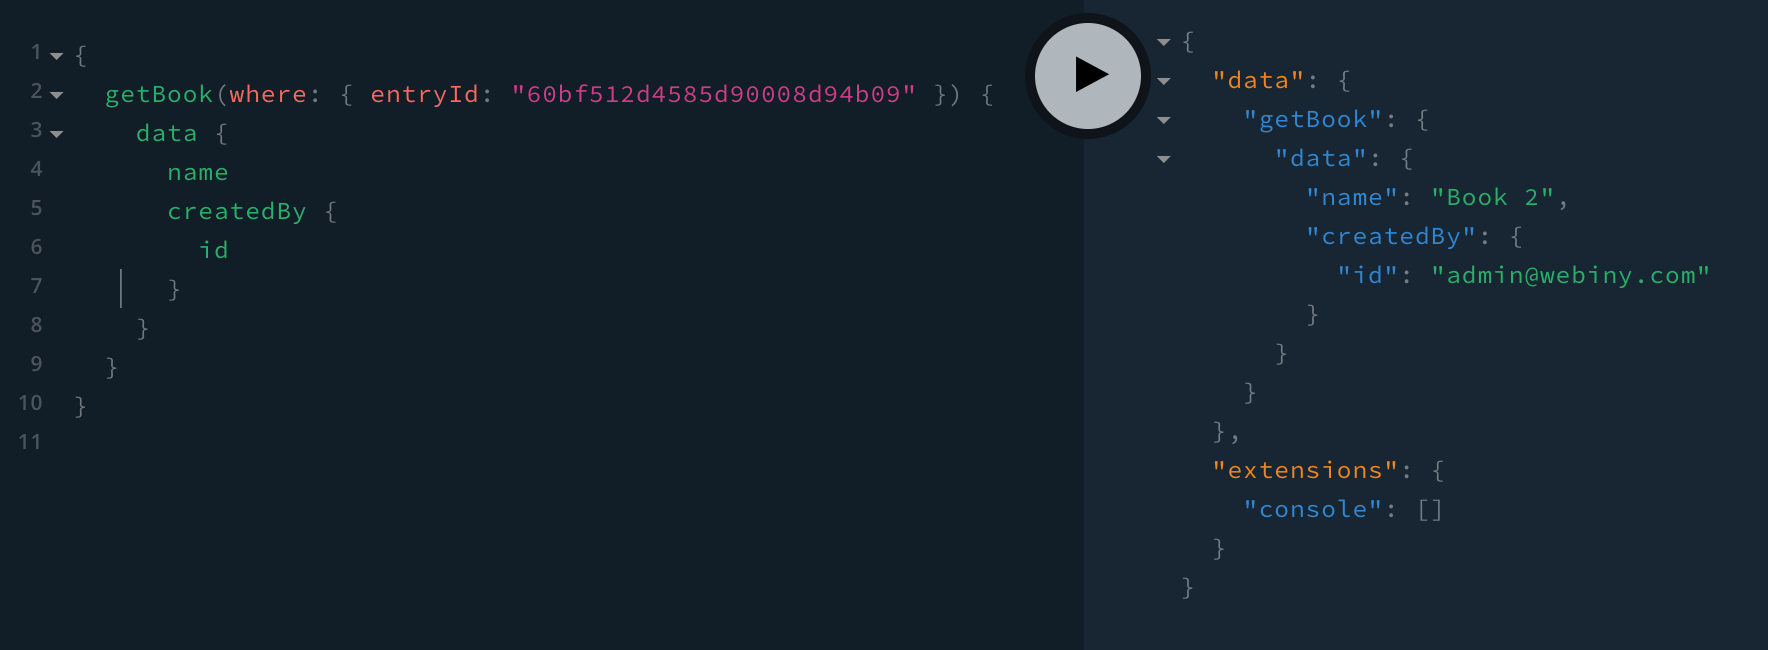 1 {
2 getBook(where: { entryId: "60bf512d4585d90008d94b09" }) {
3 data {
4 name
5 createdBy {
6 id
7 }
8 }
9 }
10 }
11
{
"data": {
"getBook": {
"data": {
"name": "Book 2",
"createdBy": {
"id": "admin@webiny.com"
}
}
}
},
"extensions": {
"console": []
}
}